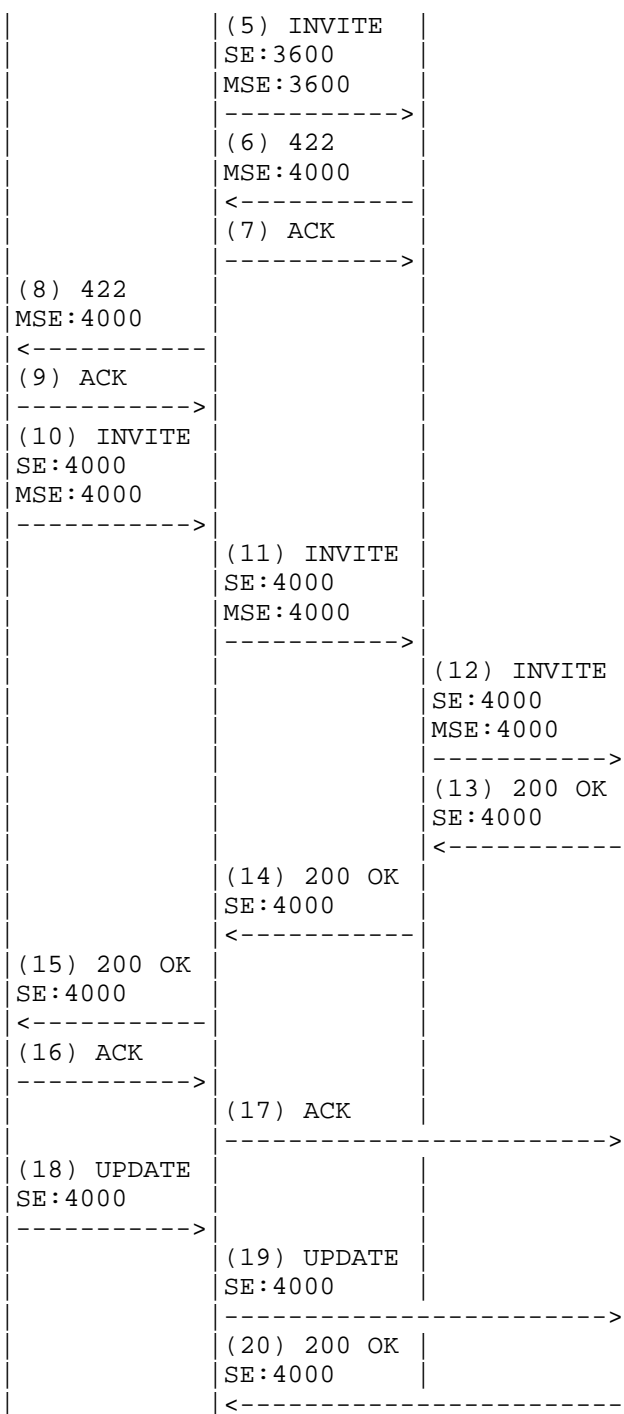 (5) INVITE
SE:3600
MSE:3600
----------->
(6) 422
MSE:4000
<-----------
(7) ACK
----------->
(8) 422
MSE:4000
<-----------
(9) ACK
----------->
(10) INVITE
SE:4000
MSE:4000
----------->
(11) INVITE
SE:4000
MSE:4000
----------->
(12) INVITE
SE:4000
MSE:4000
----------->
(13) 200 OK
SE:4000
<-----------
(14) 200 OK
SE:4000
<-----------
(15) 200 OK
SE:4000
<-----------
(16) ACK
----------->
(17) ACK
------------------------>
(18) UPDATE
SE:4000
----------->
(19) UPDATE
SE:4000
------------------------>
(20) 200 OK
SE:4000
<------------------------